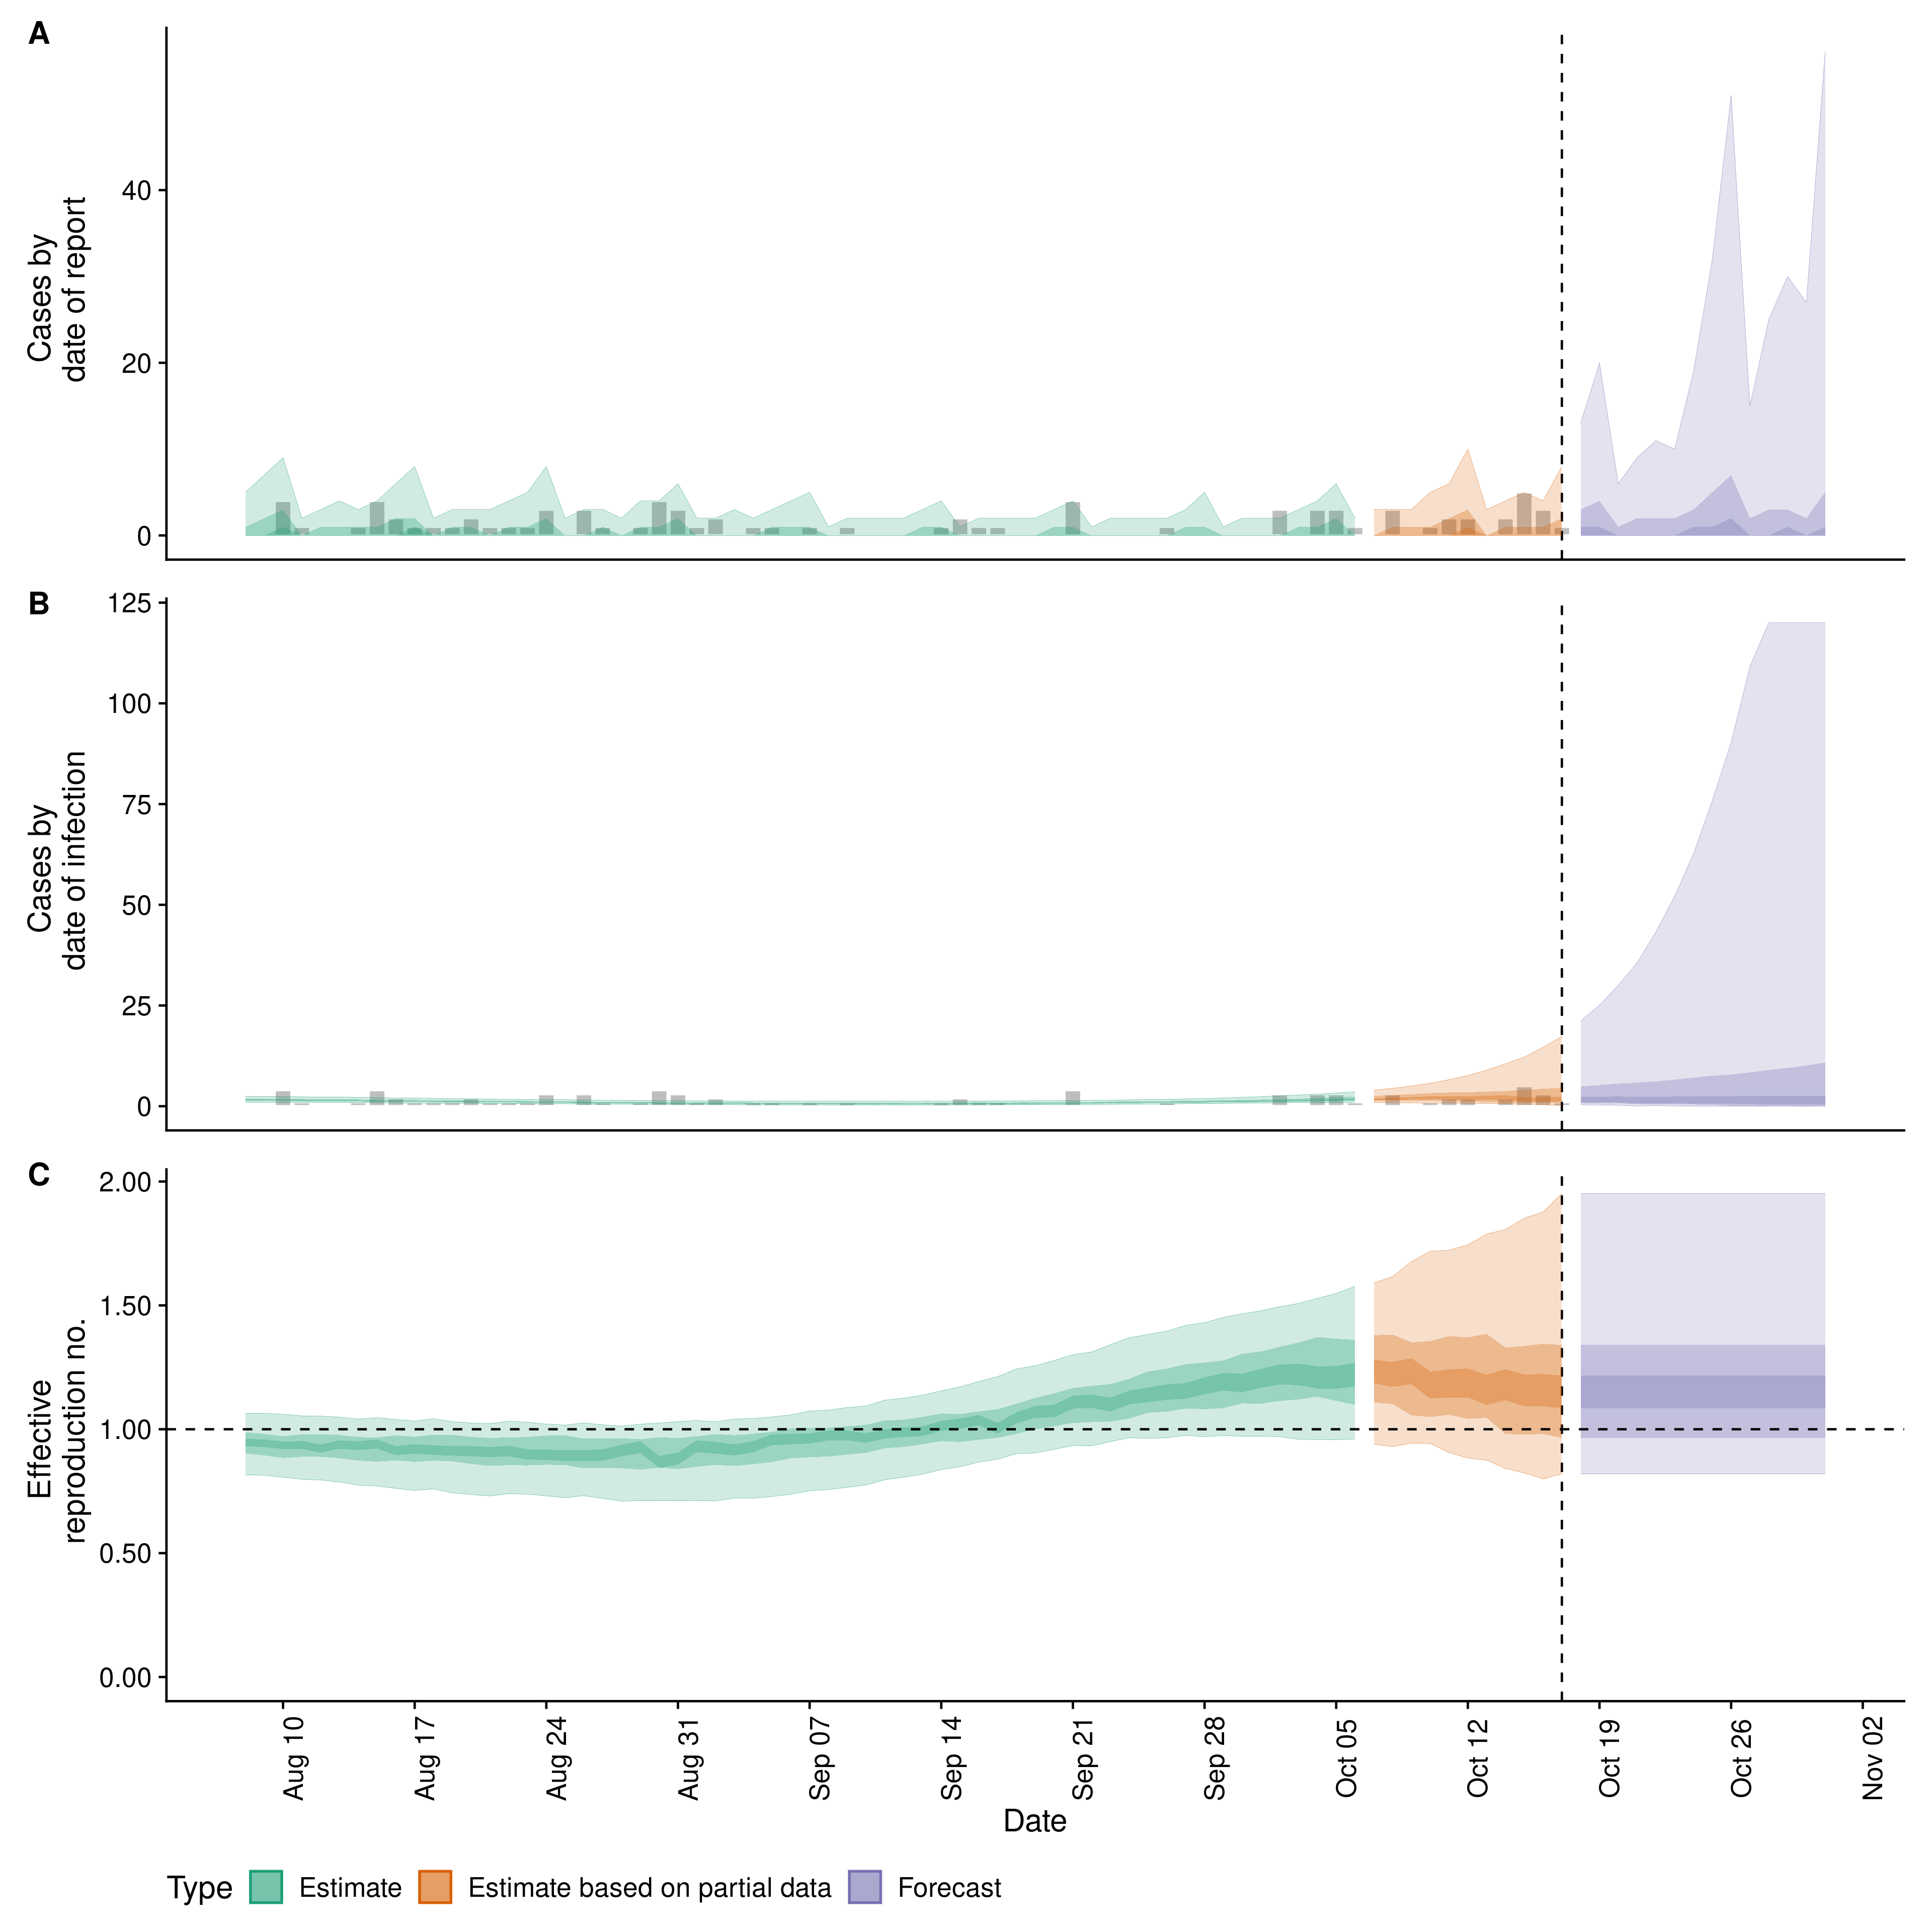 A
Cases by
date of report
40
20
0
B
Cases by
date of infection
125
100
75
50
25
0
C
Effective
reproduction no.
2.00
1.50
1.00
0.50
0.00
Aug 10
Aug 17
Aug 24
Aug 31
Sep 07
Sep 14
Sep 21
Sep 28
Oct 05
Oct 12
Oct 19
Oct 26
Nov 02
Date
Type Estimate Estimate based on partial data Forecast